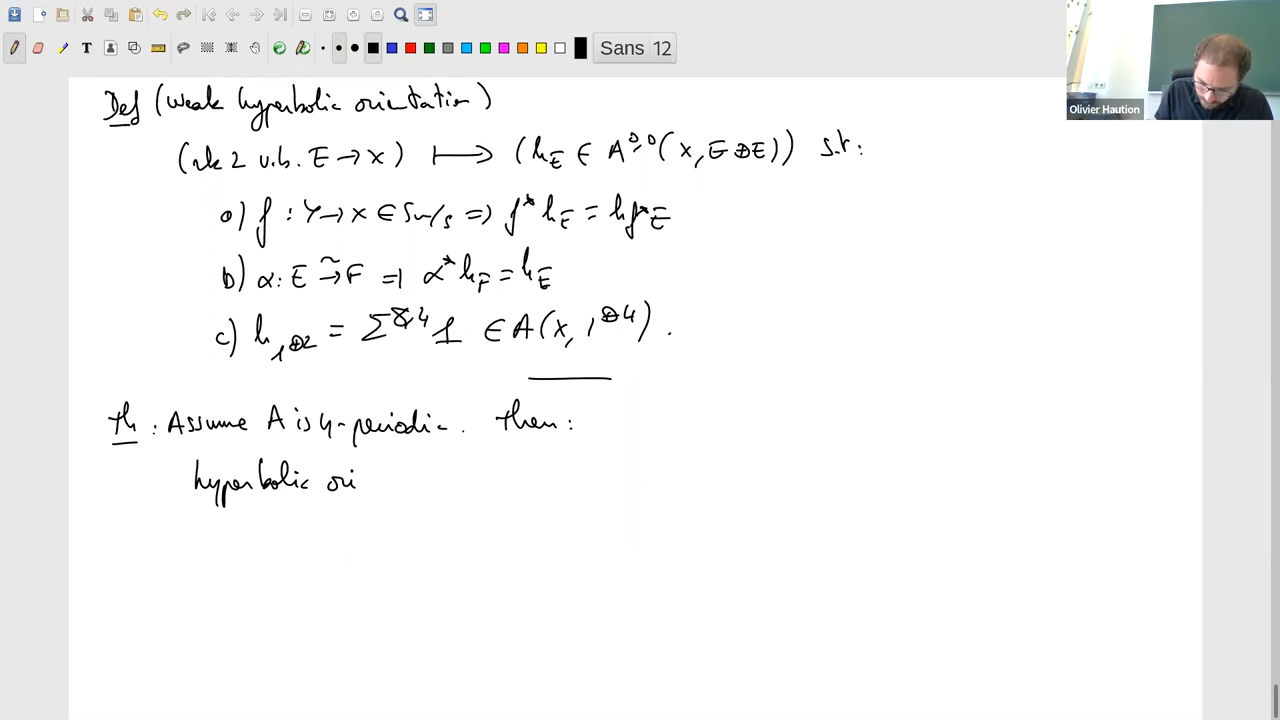 Sans 12
Olivier Haution
Def (weak hyperbolic orientation)
(rk 2 v.b. E → X) ⟼ (h_E ∈ A^{0,0}(X, E⊕E)) s.t:
a) f : Y → X ∈ Sm/S => f^* h_E = h_{f^*E}
b) α: E ~→ F => α^* h_F = h_E
c) h_{1^{⊕2}} = Σ^{8,4} 1 ∈ A(X, 1^{⊕4}).
Th : Assume A is 4-periodic. Then:
hyperbolic ori